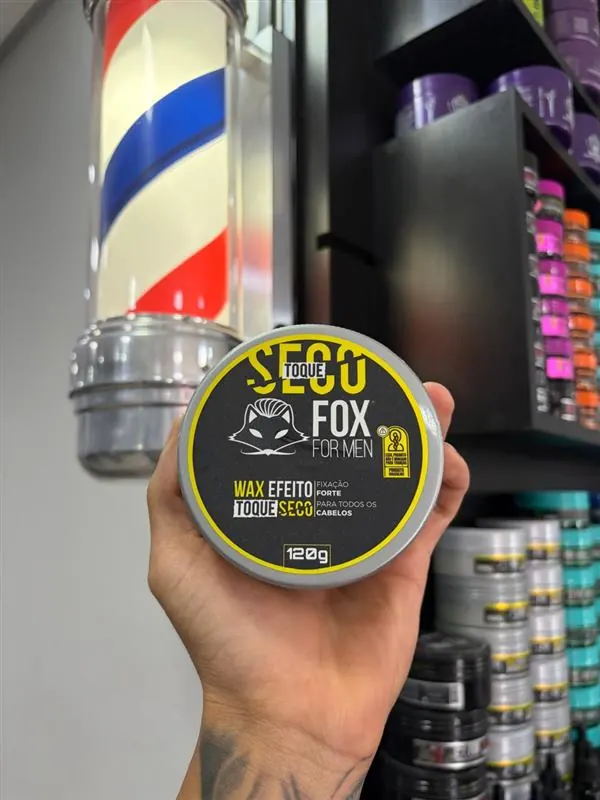 SECO
TOQUE
FOX
FOR MEN
WAX EFEITO
TOQUE SECO
FIXAÇÃO
FORTE
PARA TODOS OS
CABELOS
120g